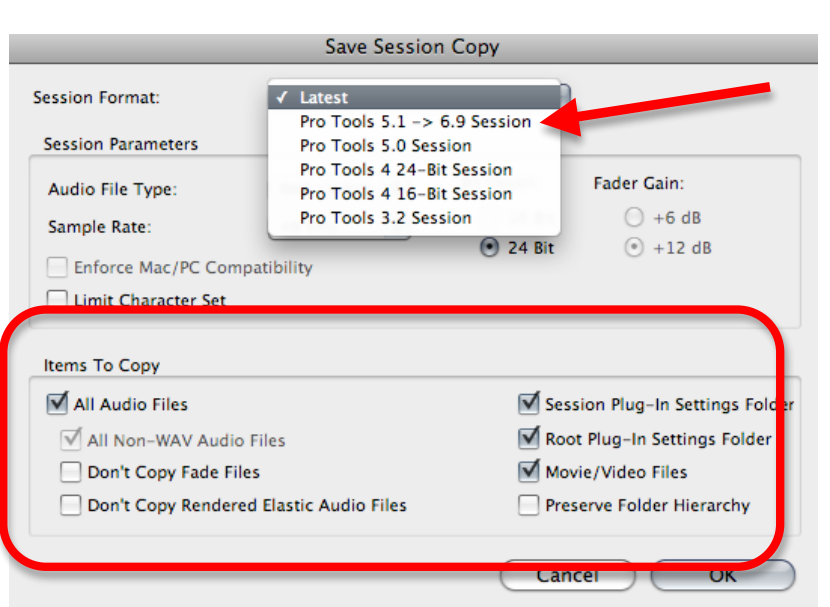 Save Session Copy
Session Format:
✓ Latest
Pro Tools 5.1 -> 6.9 Session
Pro Tools 5.0 Session
Pro Tools 4 24-Bit Session
Pro Tools 4 16-Bit Session
Pro Tools 3.2 Session
Session Parameters
Audio File Type:
Fader Gain:
Sample Rate:
+6 dB
24 Bit
+12 dB
Enforce Mac/PC Compatibility
Limit Character Set
Items To Copy
All Audio Files
Session Plug-In Settings Folder
All Non-WAV Audio Files
Root Plug-In Settings Folder
Don't Copy Fade Files
Movie/Video Files
Don't Copy Rendered Elastic Audio Files
Preserve Folder Hierarchy
Cancel
OK